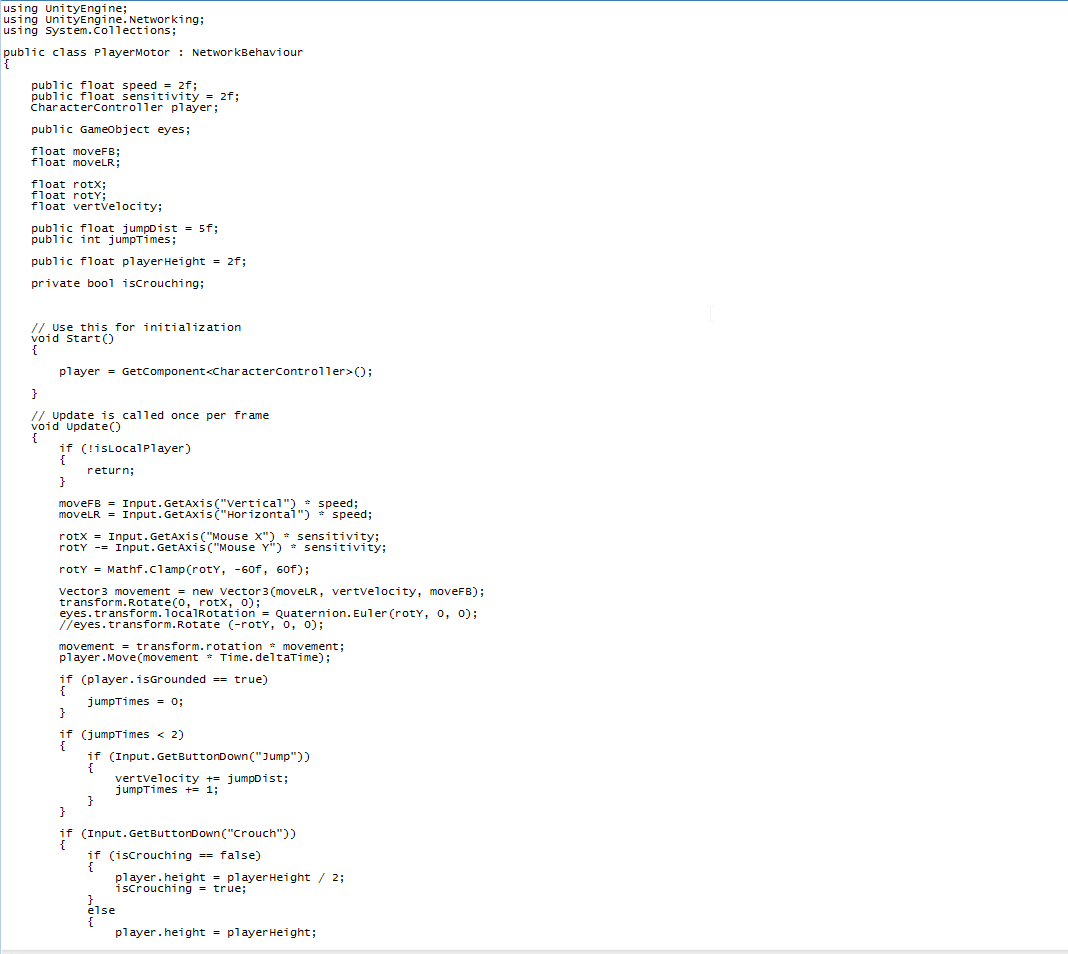 using UnityEngine;
using UnityEngine.Networking;
using System.Collections;

public class PlayerMotor : NetworkBehaviour
{

    public float speed = 2f;
    public float sensitivity = 2f;
    CharacterController player;

    public GameObject eyes;

    float moveFB;
    float moveLR;

    float rotX;
    float rotY;
    float vertVelocity;

    public float jumpDist = 5f;
    public int jumpTimes;

    public float playerHeight = 2f;

    private bool isCrouching;



    // Use this for initialization
    void Start()
    {

        player = GetComponent<CharacterController>();

    }

    // Update is called once per frame
    void Update()
    {
        if (!isLocalPlayer)
        {
            return;
        }

        moveFB = Input.GetAxis("Vertical") * speed;
        moveLR = Input.GetAxis("Horizontal") * speed;

        rotX = Input.GetAxis("Mouse X") * sensitivity;
        rotY -= Input.GetAxis("Mouse Y") * sensitivity;

        rotY = Mathf.Clamp(rotY, -60f, 60f);

        Vector3 movement = new Vector3(moveLR, vertVelocity, moveFB);
        transform.Rotate(0, rotX, 0);
        eyes.transform.localRotation = Quaternion.Euler(rotY, 0, 0);
        //eyes.transform.Rotate (-rotY, 0, 0);

        movement = transform.rotation * movement;
        player.Move(movement * Time.deltaTime);

        if (player.isGrounded == true)
        {
            jumpTimes = 0;
        }

        if (jumpTimes < 2)
        {
            if (Input.GetButtonDown("Jump"))
            {
                vertVelocity += jumpDist;
                jumpTimes += 1;
            }
        }

        if (Input.GetButtonDown("Crouch"))
        {
            if (isCrouching == false)
            {
                player.height = playerHeight / 2;
                isCrouching = true;
            }
            else
            {
                player.height = playerHeight;